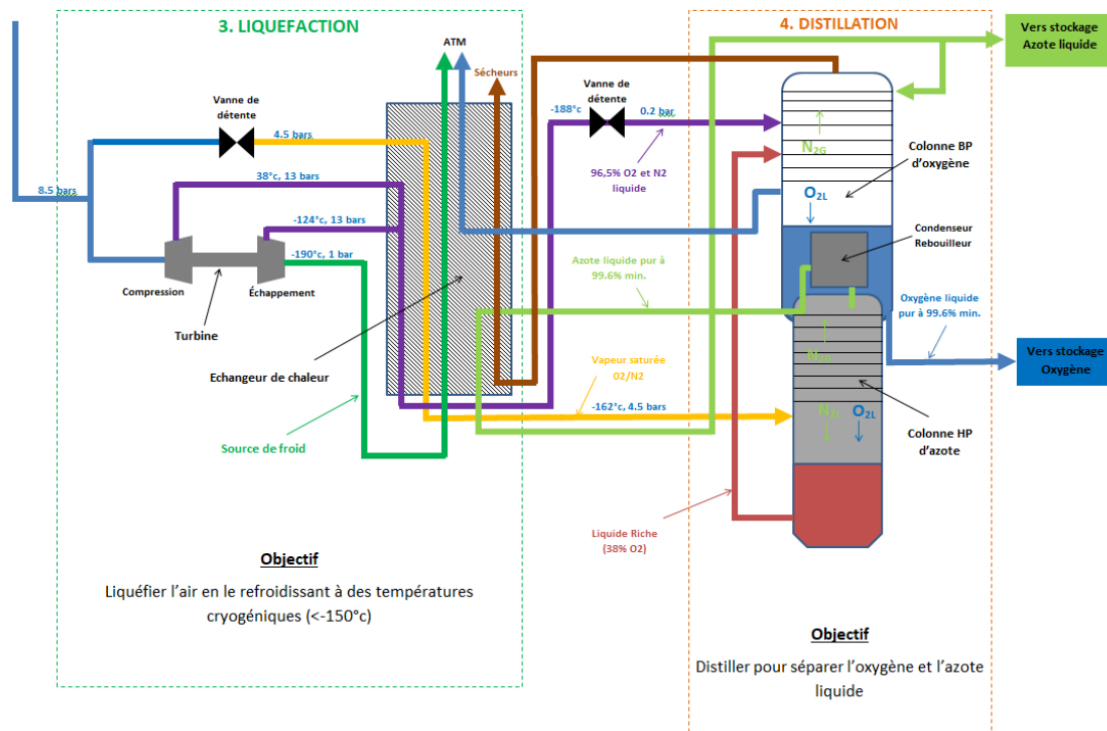 3. LIQUEFACTION
ATM
Sécheurs
Vanne de
détente
4.5 bars
8.5 bars
38°c, 13 bars
-124°c, 13 bars
-190°c, 1 bar
Compression
Échappement
Turbine
Echangeur de chaleur
Source de froid
Objectif
Liquéfier l'air en le refroidissant à des températures
cryogéniques (<-150°c)
4. DISTILLATION
Vers stockage
Azote liquide
Vanne de
détente
-188°c
0.2 bar
96,5% O2 et N2
liquide
N2G
Colonne BP
d'oxygène
O2L
Condenseur
Rebouilleur
Azote liquide pur à
99.6% min.
Oxygène liquide
pur à 99.6% min.
Vers stockage
Oxygène
Vapeur saturée
O2/N2
-162°c, 4.5 bars
O2L
Colonne HP
d'azote
Liquide Riche
(38% O2)
Objectif
Distiller pour séparer l'oxygène et l'azote
liquide